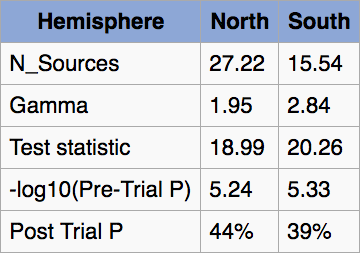 Hemisphere North South
N_Sources 27.22 15.54
Gamma 1.95 2.84
Test statistic 18.99 20.26
-log10(Pre-Trial P) 5.24 5.33
Post Trial P 44% 39%